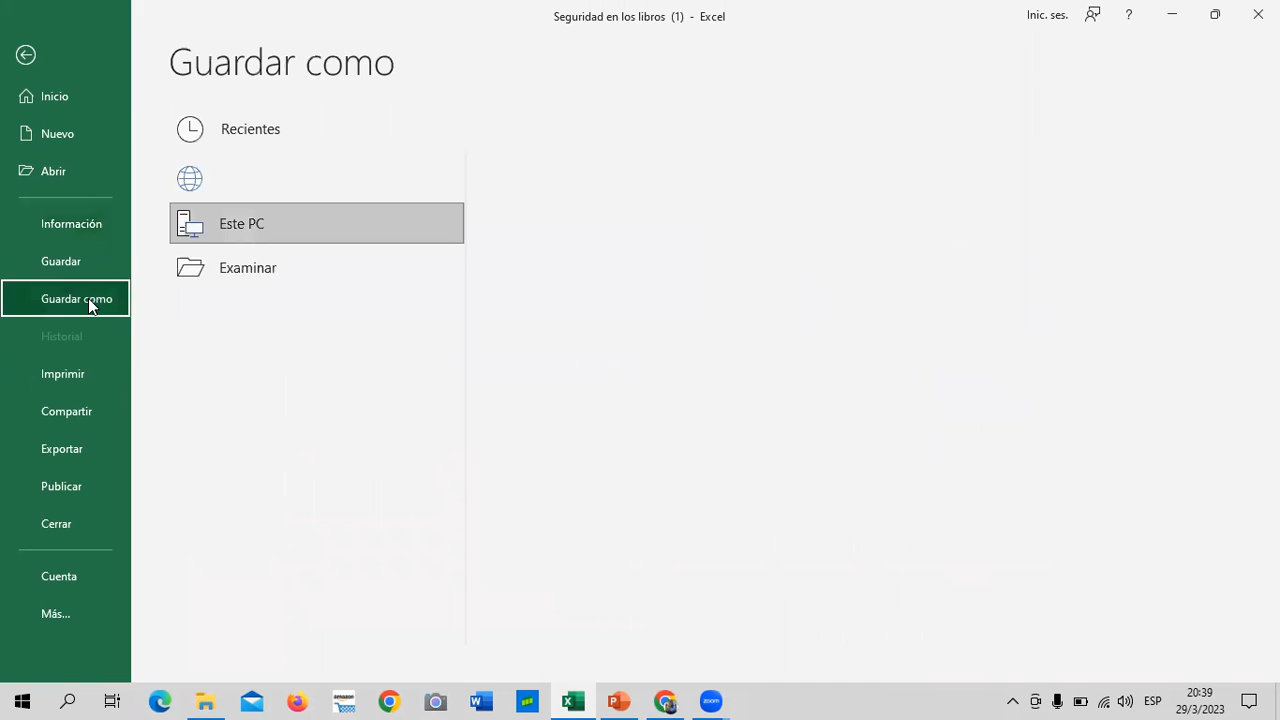 Seguridad en los libros (1) - Excel
Inic. ses.
?
Guardar como
Inicio
Nuevo
Abrir
Información
Guardar
Guardar como
Historial
Imprimir
Compartir
Exportar
Publicar
Cerrar
Cuenta
Más...
Recientes
Este PC
Examinar
ESP
20:39
29/3/2023